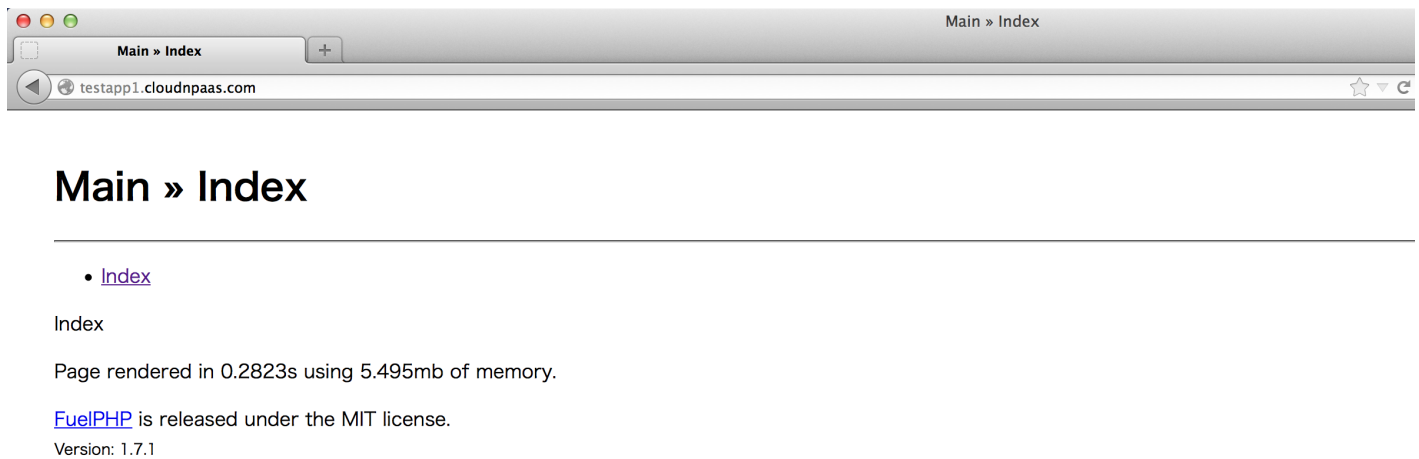 Main » Index
Main » Index
testapp1.cloudnpaas.com
Main » Index
• Index
Index
Page rendered in 0.2823s using 5.495mb of memory.
FuelPHP is released under the MIT license.
Version: 1.7.1